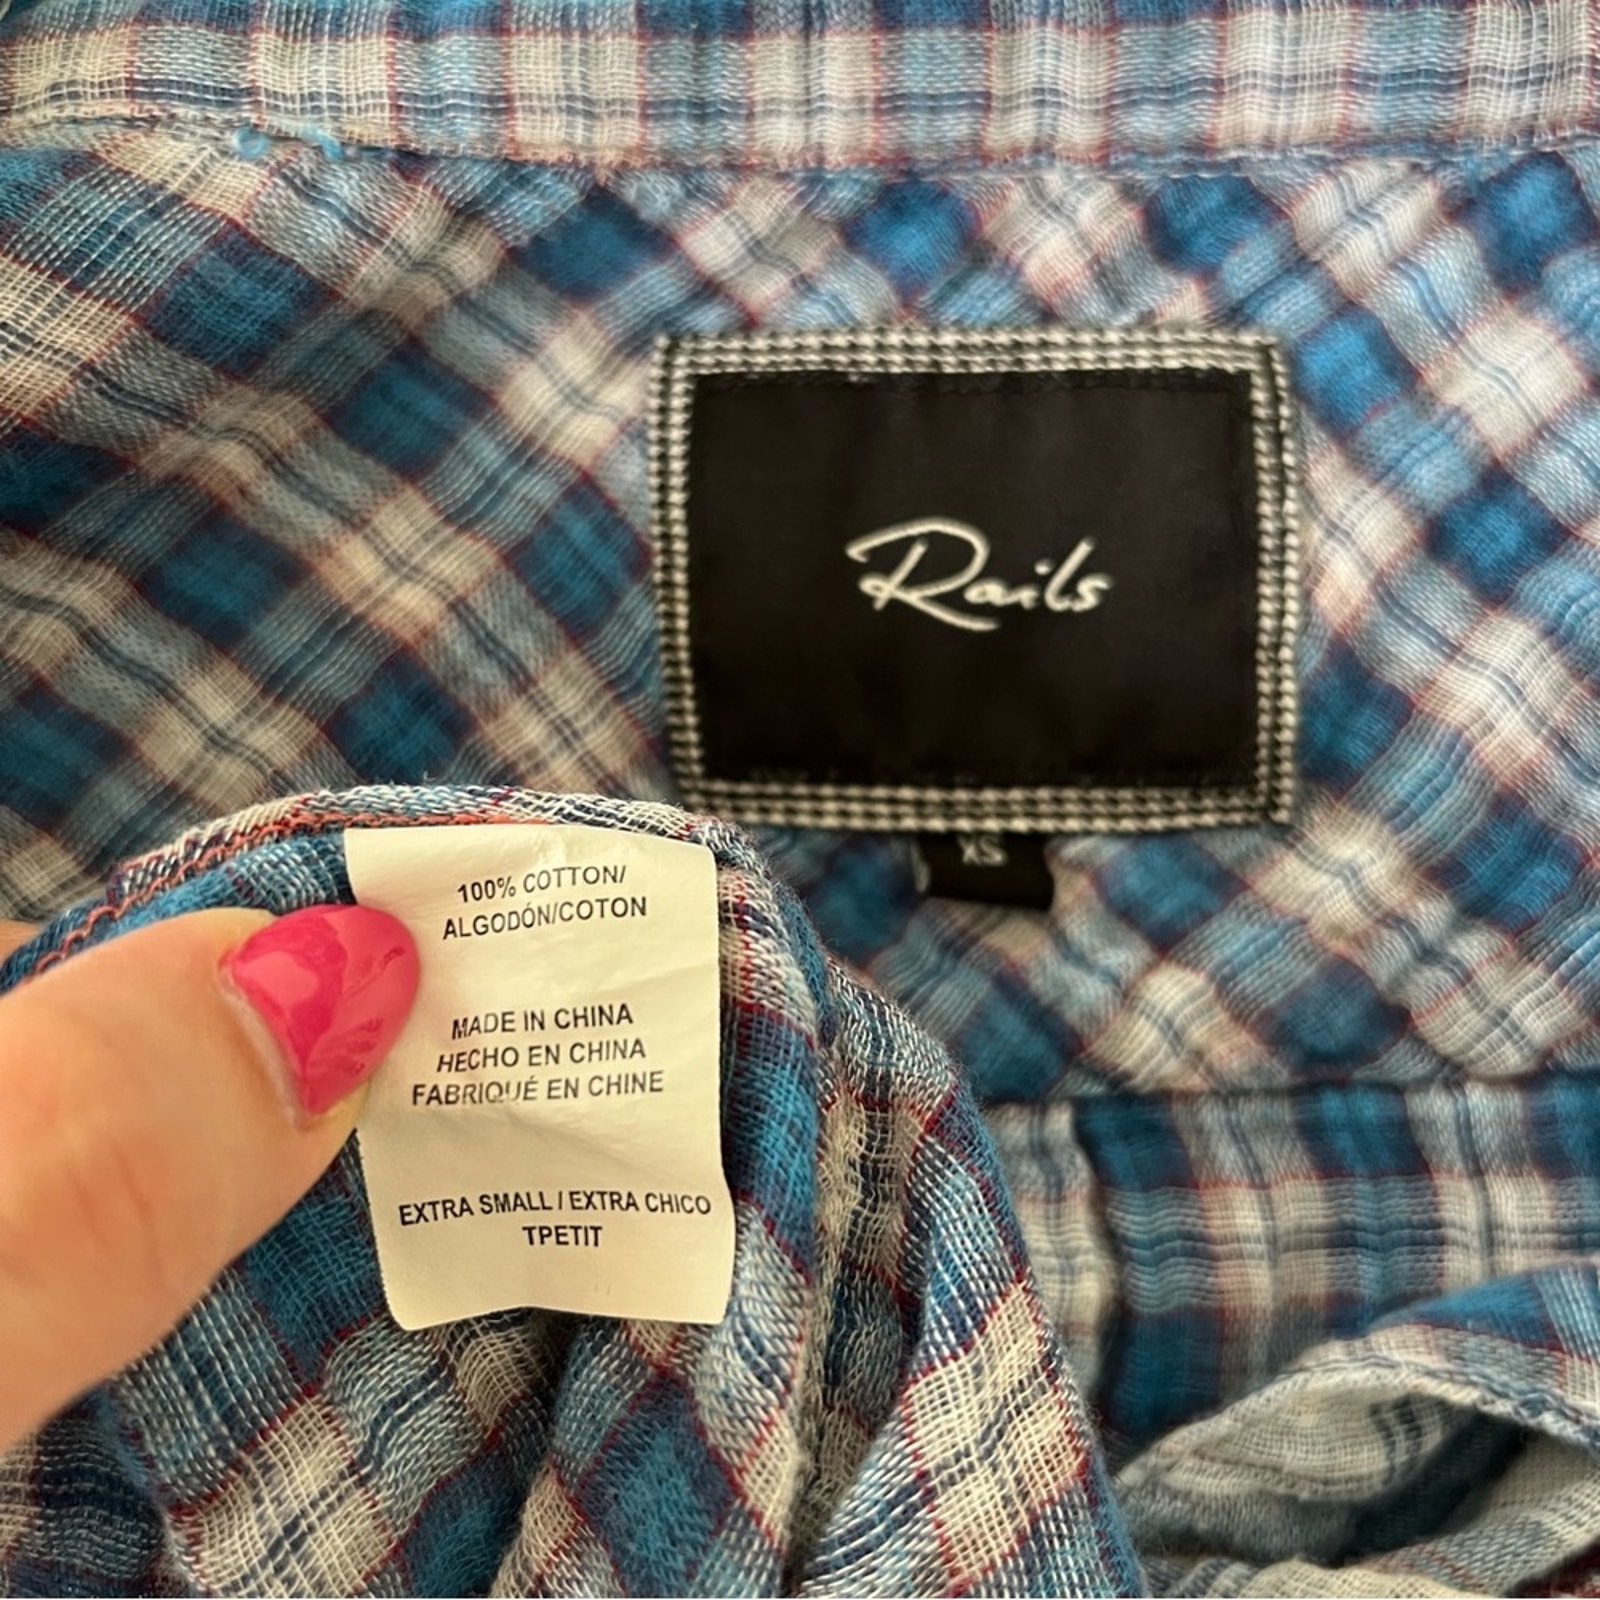 Rails
XS
100% COTTON/
ALGODÓN/COTON
MADE IN CHINA
HECHO EN CHINA
FABRIQUÉ EN CHINE
EXTRA SMALL / EXTRA CHICO
TPETIT